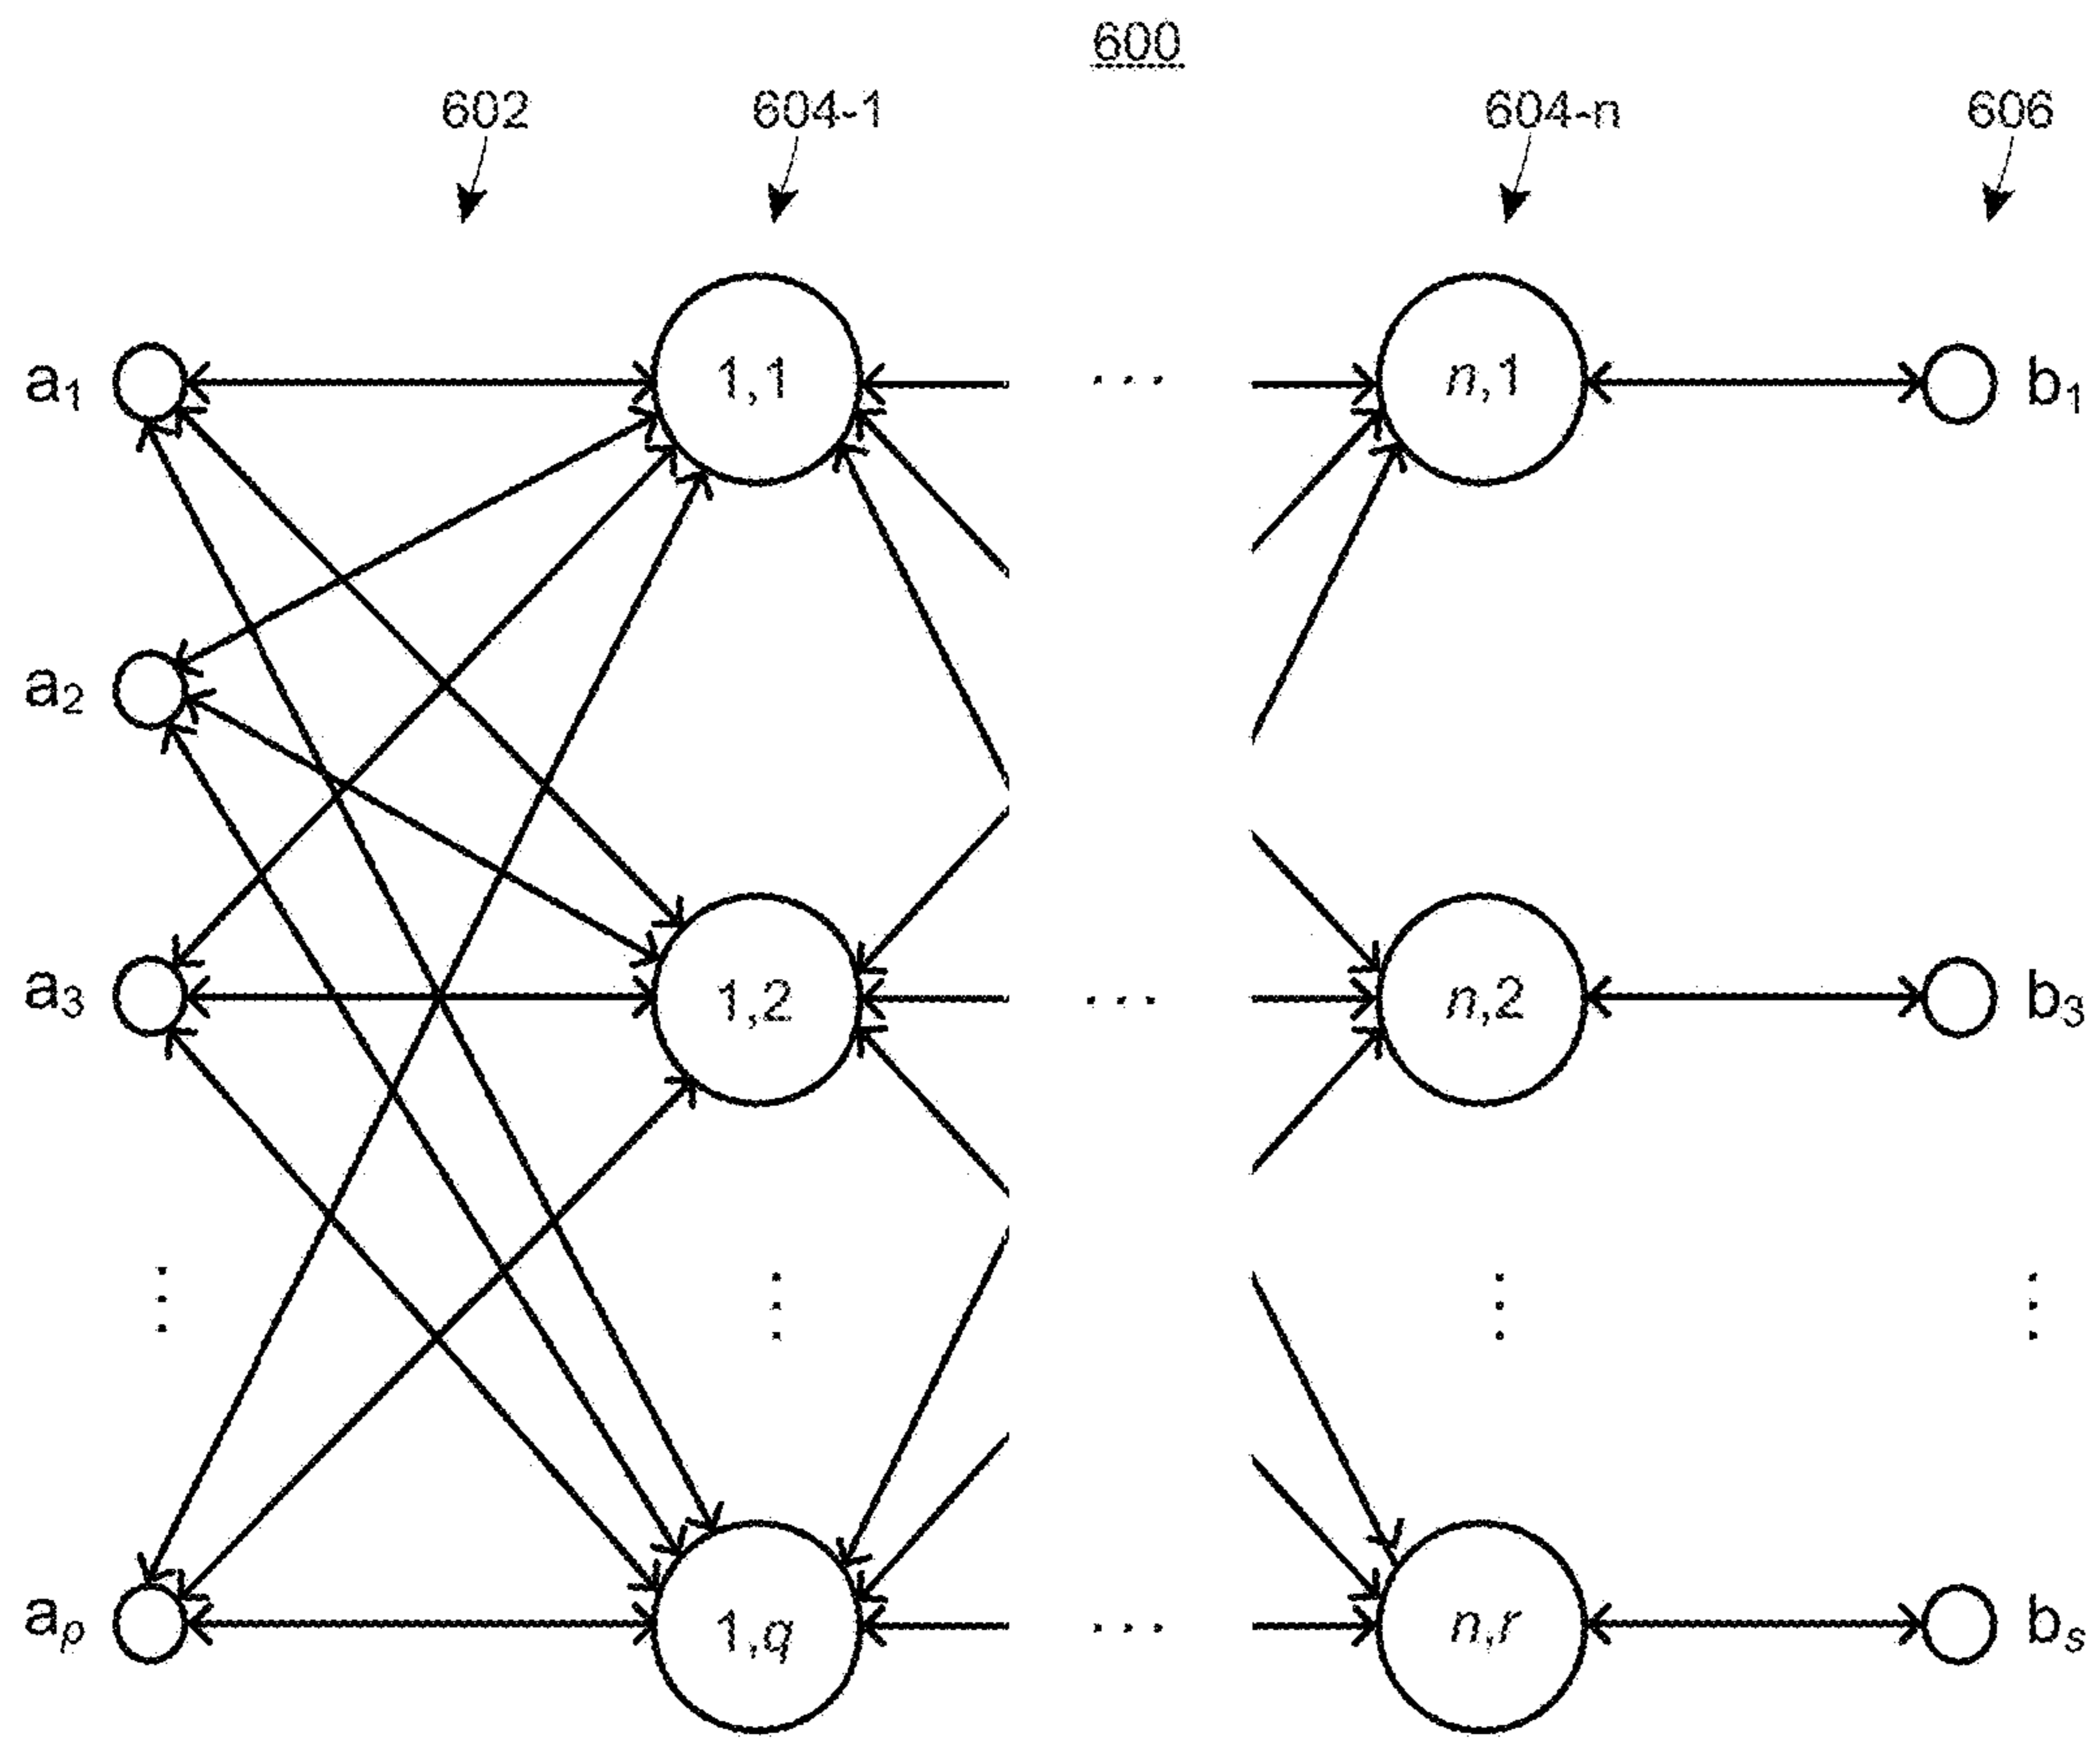 600
602 604-1 604-n 606
a1 1,1 ... n,1 b1
a2
a3 1,2 ... n,2 b3
ap 1,q ... n,r bs